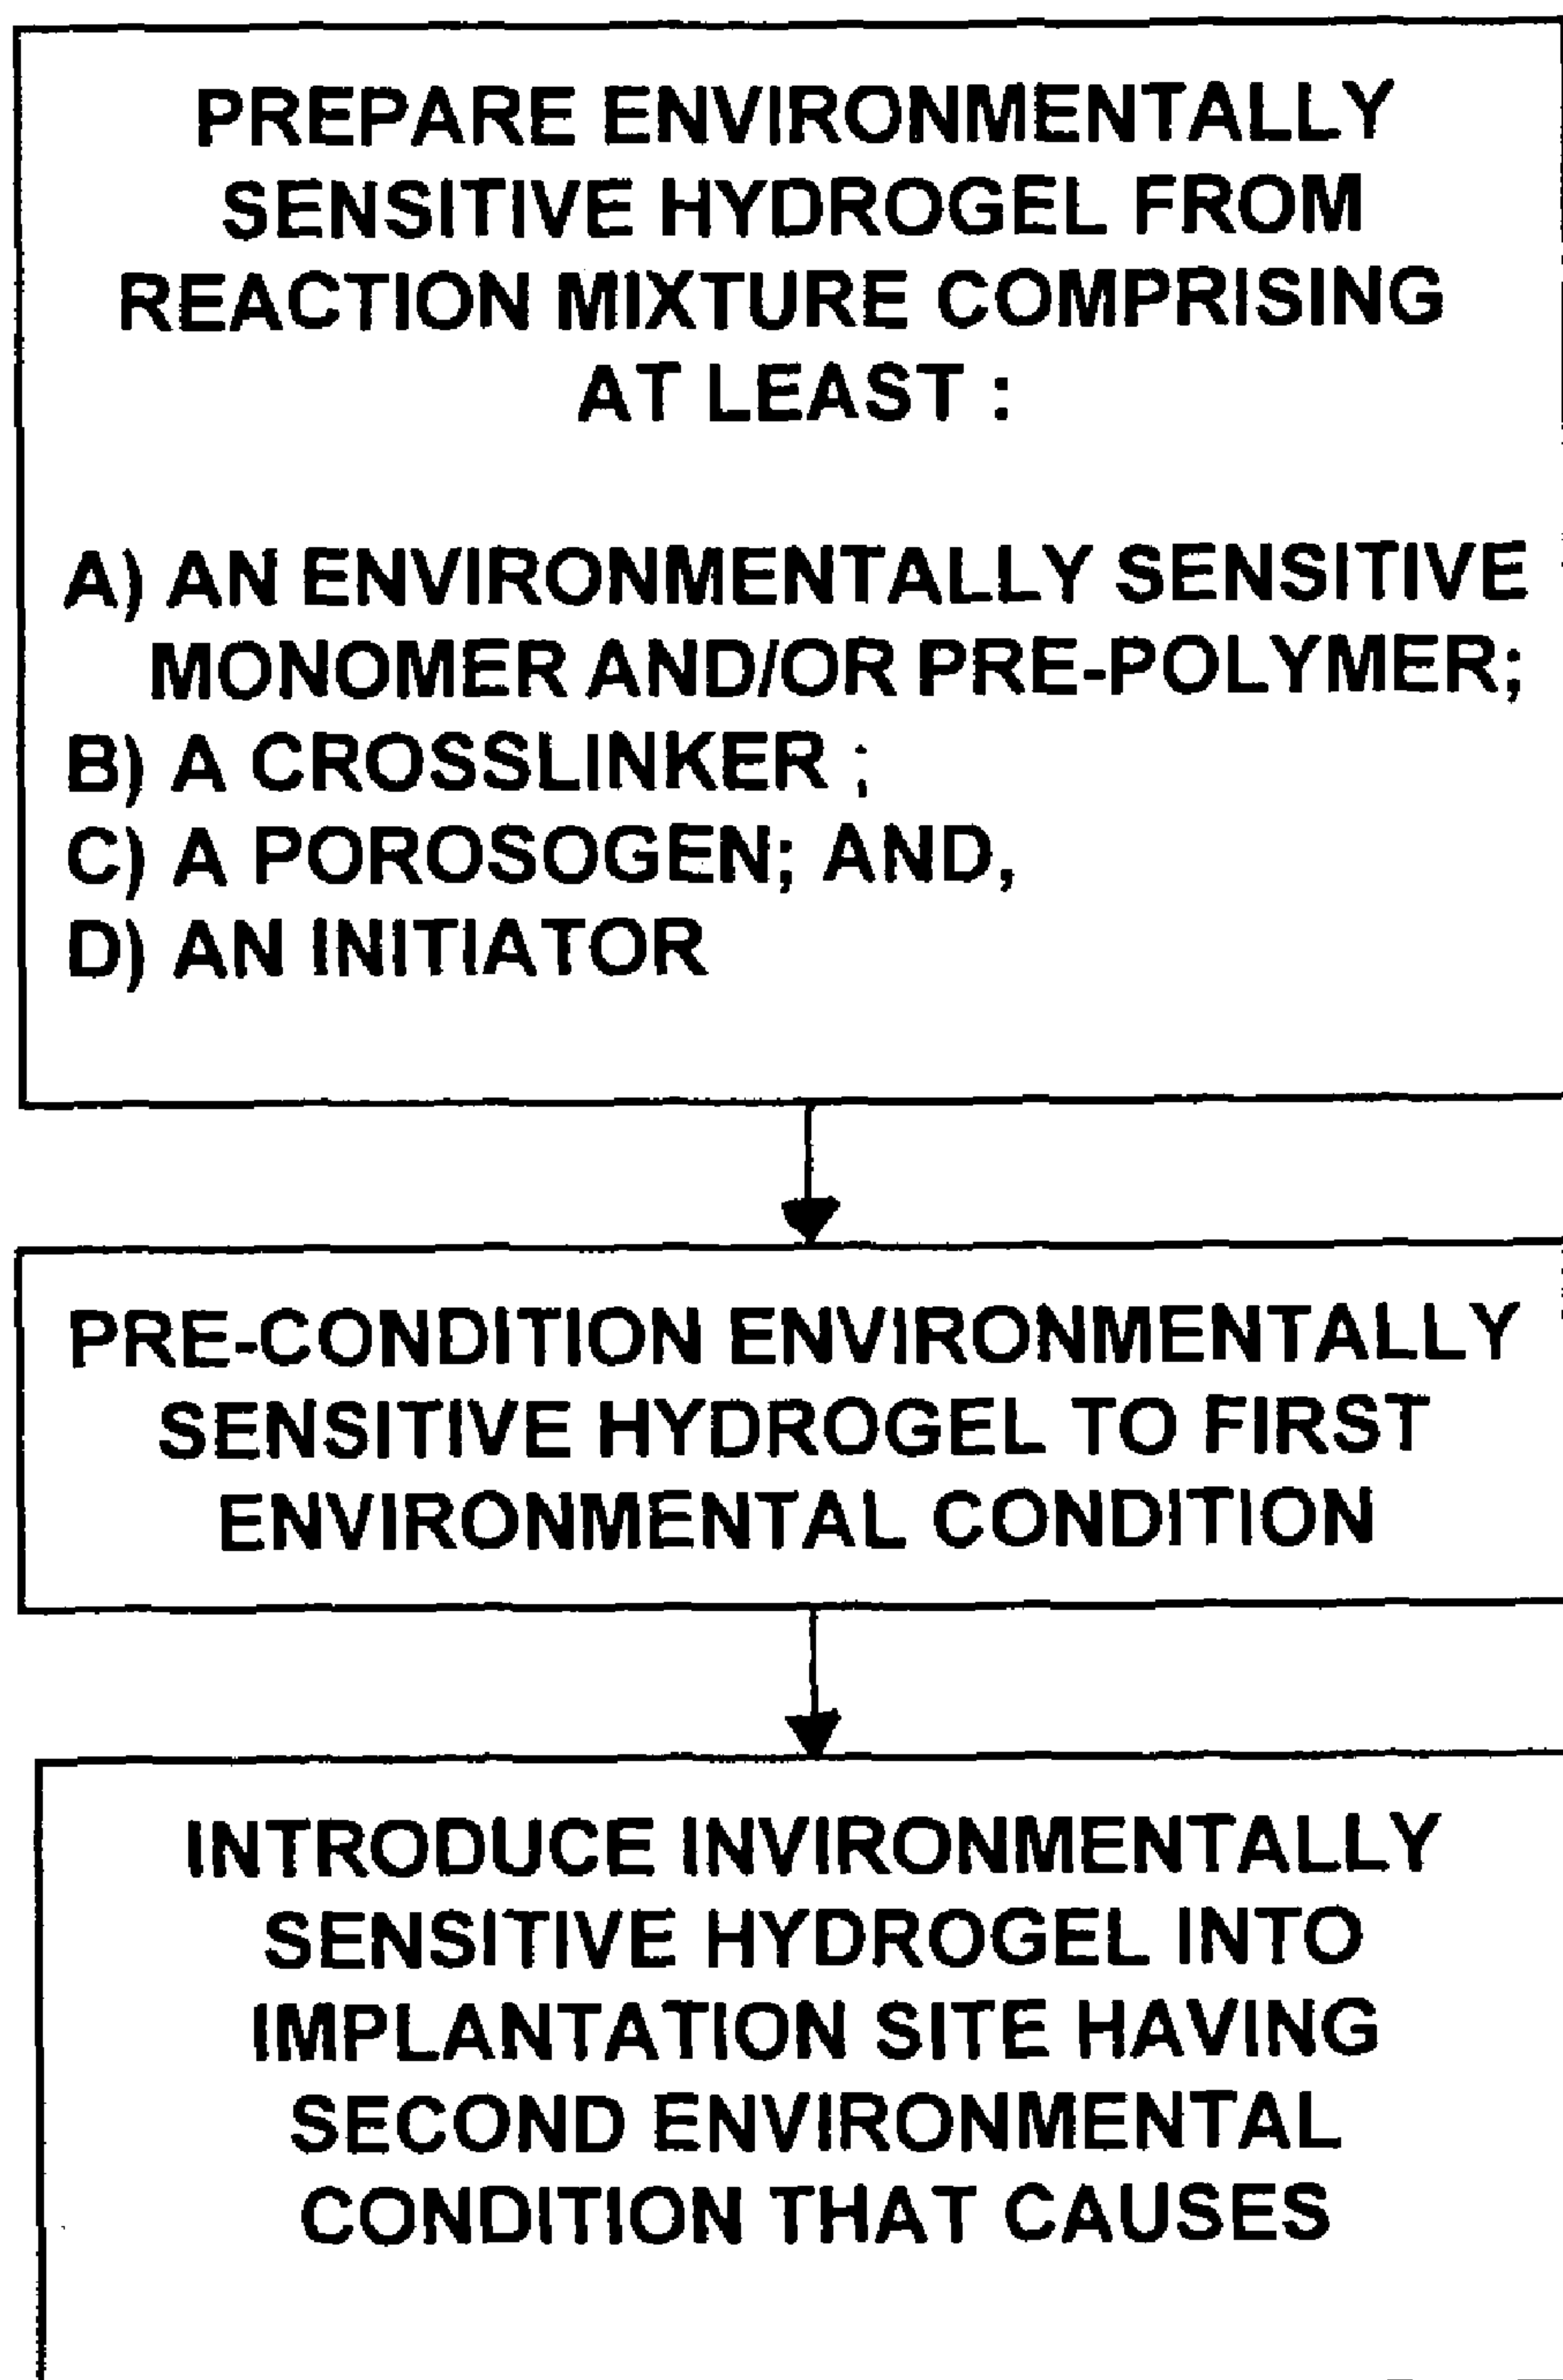 PREPARE ENVIRONMENTALLY
SENSITIVE HYDROGEL FROM
REACTION MIXTURE COMPRISING
AT LEAST :
A) AN ENVIRONMENTALLY SENSITIVE
MONOMER AND/OR PRE-POLYMER;
B) A CROSSLINKER ;
C) A POROSOGEN; AND,
D) AN INITIATOR
PRE-CONDITION ENVIRONMENTALLY
SENSITIVE HYDROGEL TO FIRST
ENVIRONMENTAL CONDITION
INTRODUCE INVIRONMENTALLY
SENSITIVE HYDROGEL INTO
IMPLANTATION SITE HAVING
SECOND ENVIRONMENTAL
CONDITION THAT CAUSES